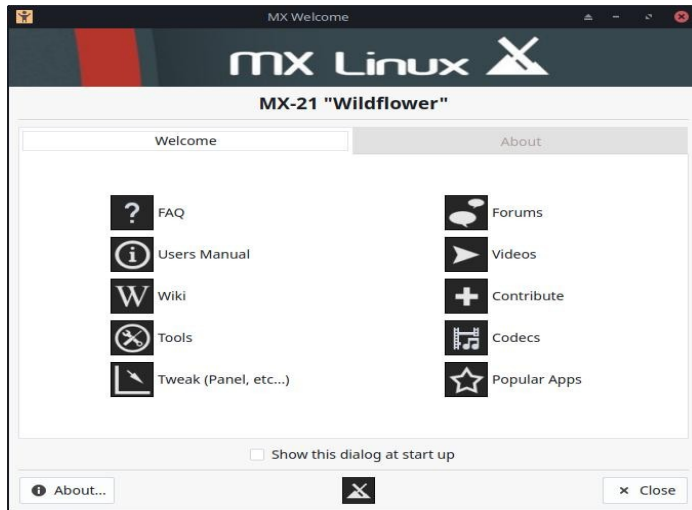 MX Welcome
MX Linux
MX-21 "Wildflower"
Welcome
About
? FAQ
Forums
i Users Manual
Videos
W Wiki
Contribute
Tools
Codecs
Tweak (Panel, etc...)
Popular Apps
Show this dialog at start up
About...
Close